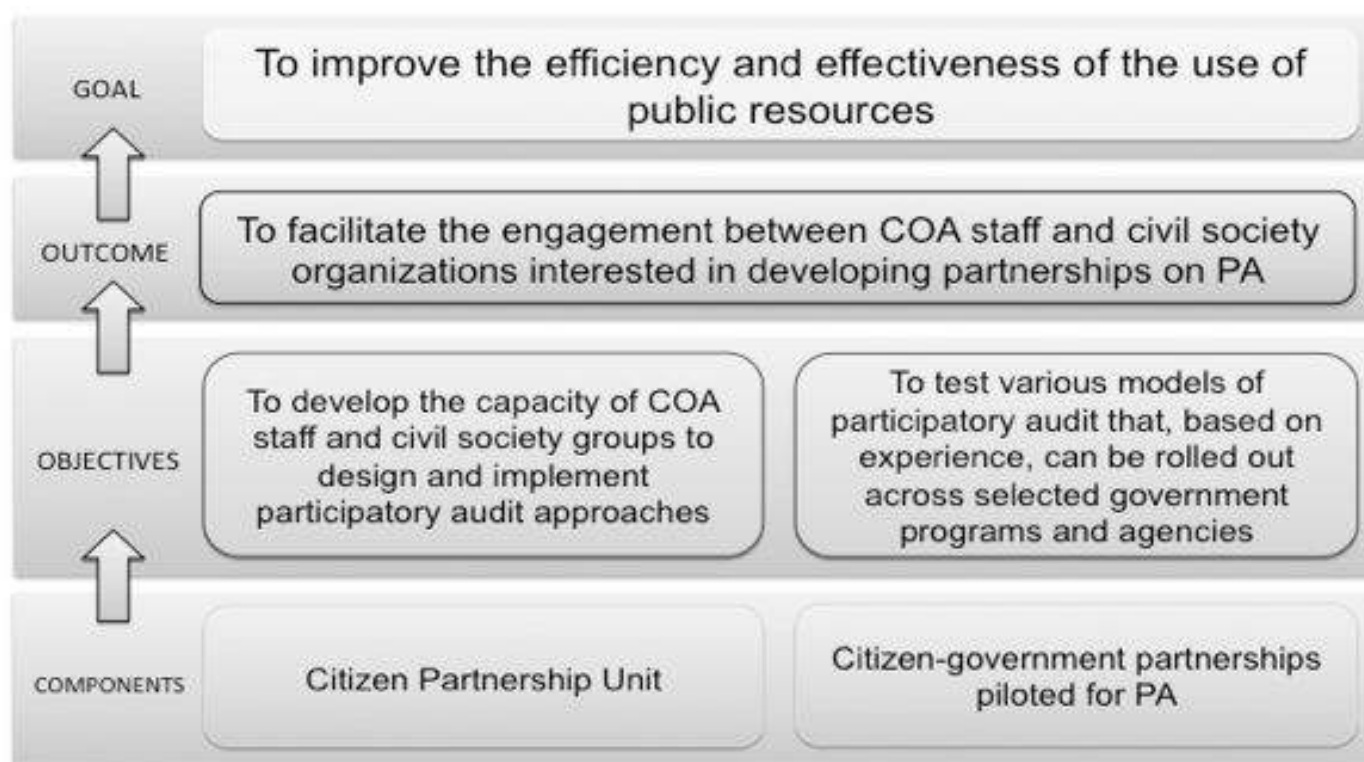 GOAL
To improve the efficiency and effectiveness of the use of
public resources
OUTCOME
To facilitate the engagement between COA staff and civil society
organizations interested in developing partnerships on PA
OBJECTIVES
To develop the capacity of COA
staff and civil society groups to
design and implement
participatory audit approaches
To test various models of
participatory audit that, based on
experience, can be rolled out
across selected government
programs and agencies
COMPONENTS
Citizen Partnership Unit
Citizen-government partnerships
piloted for PA